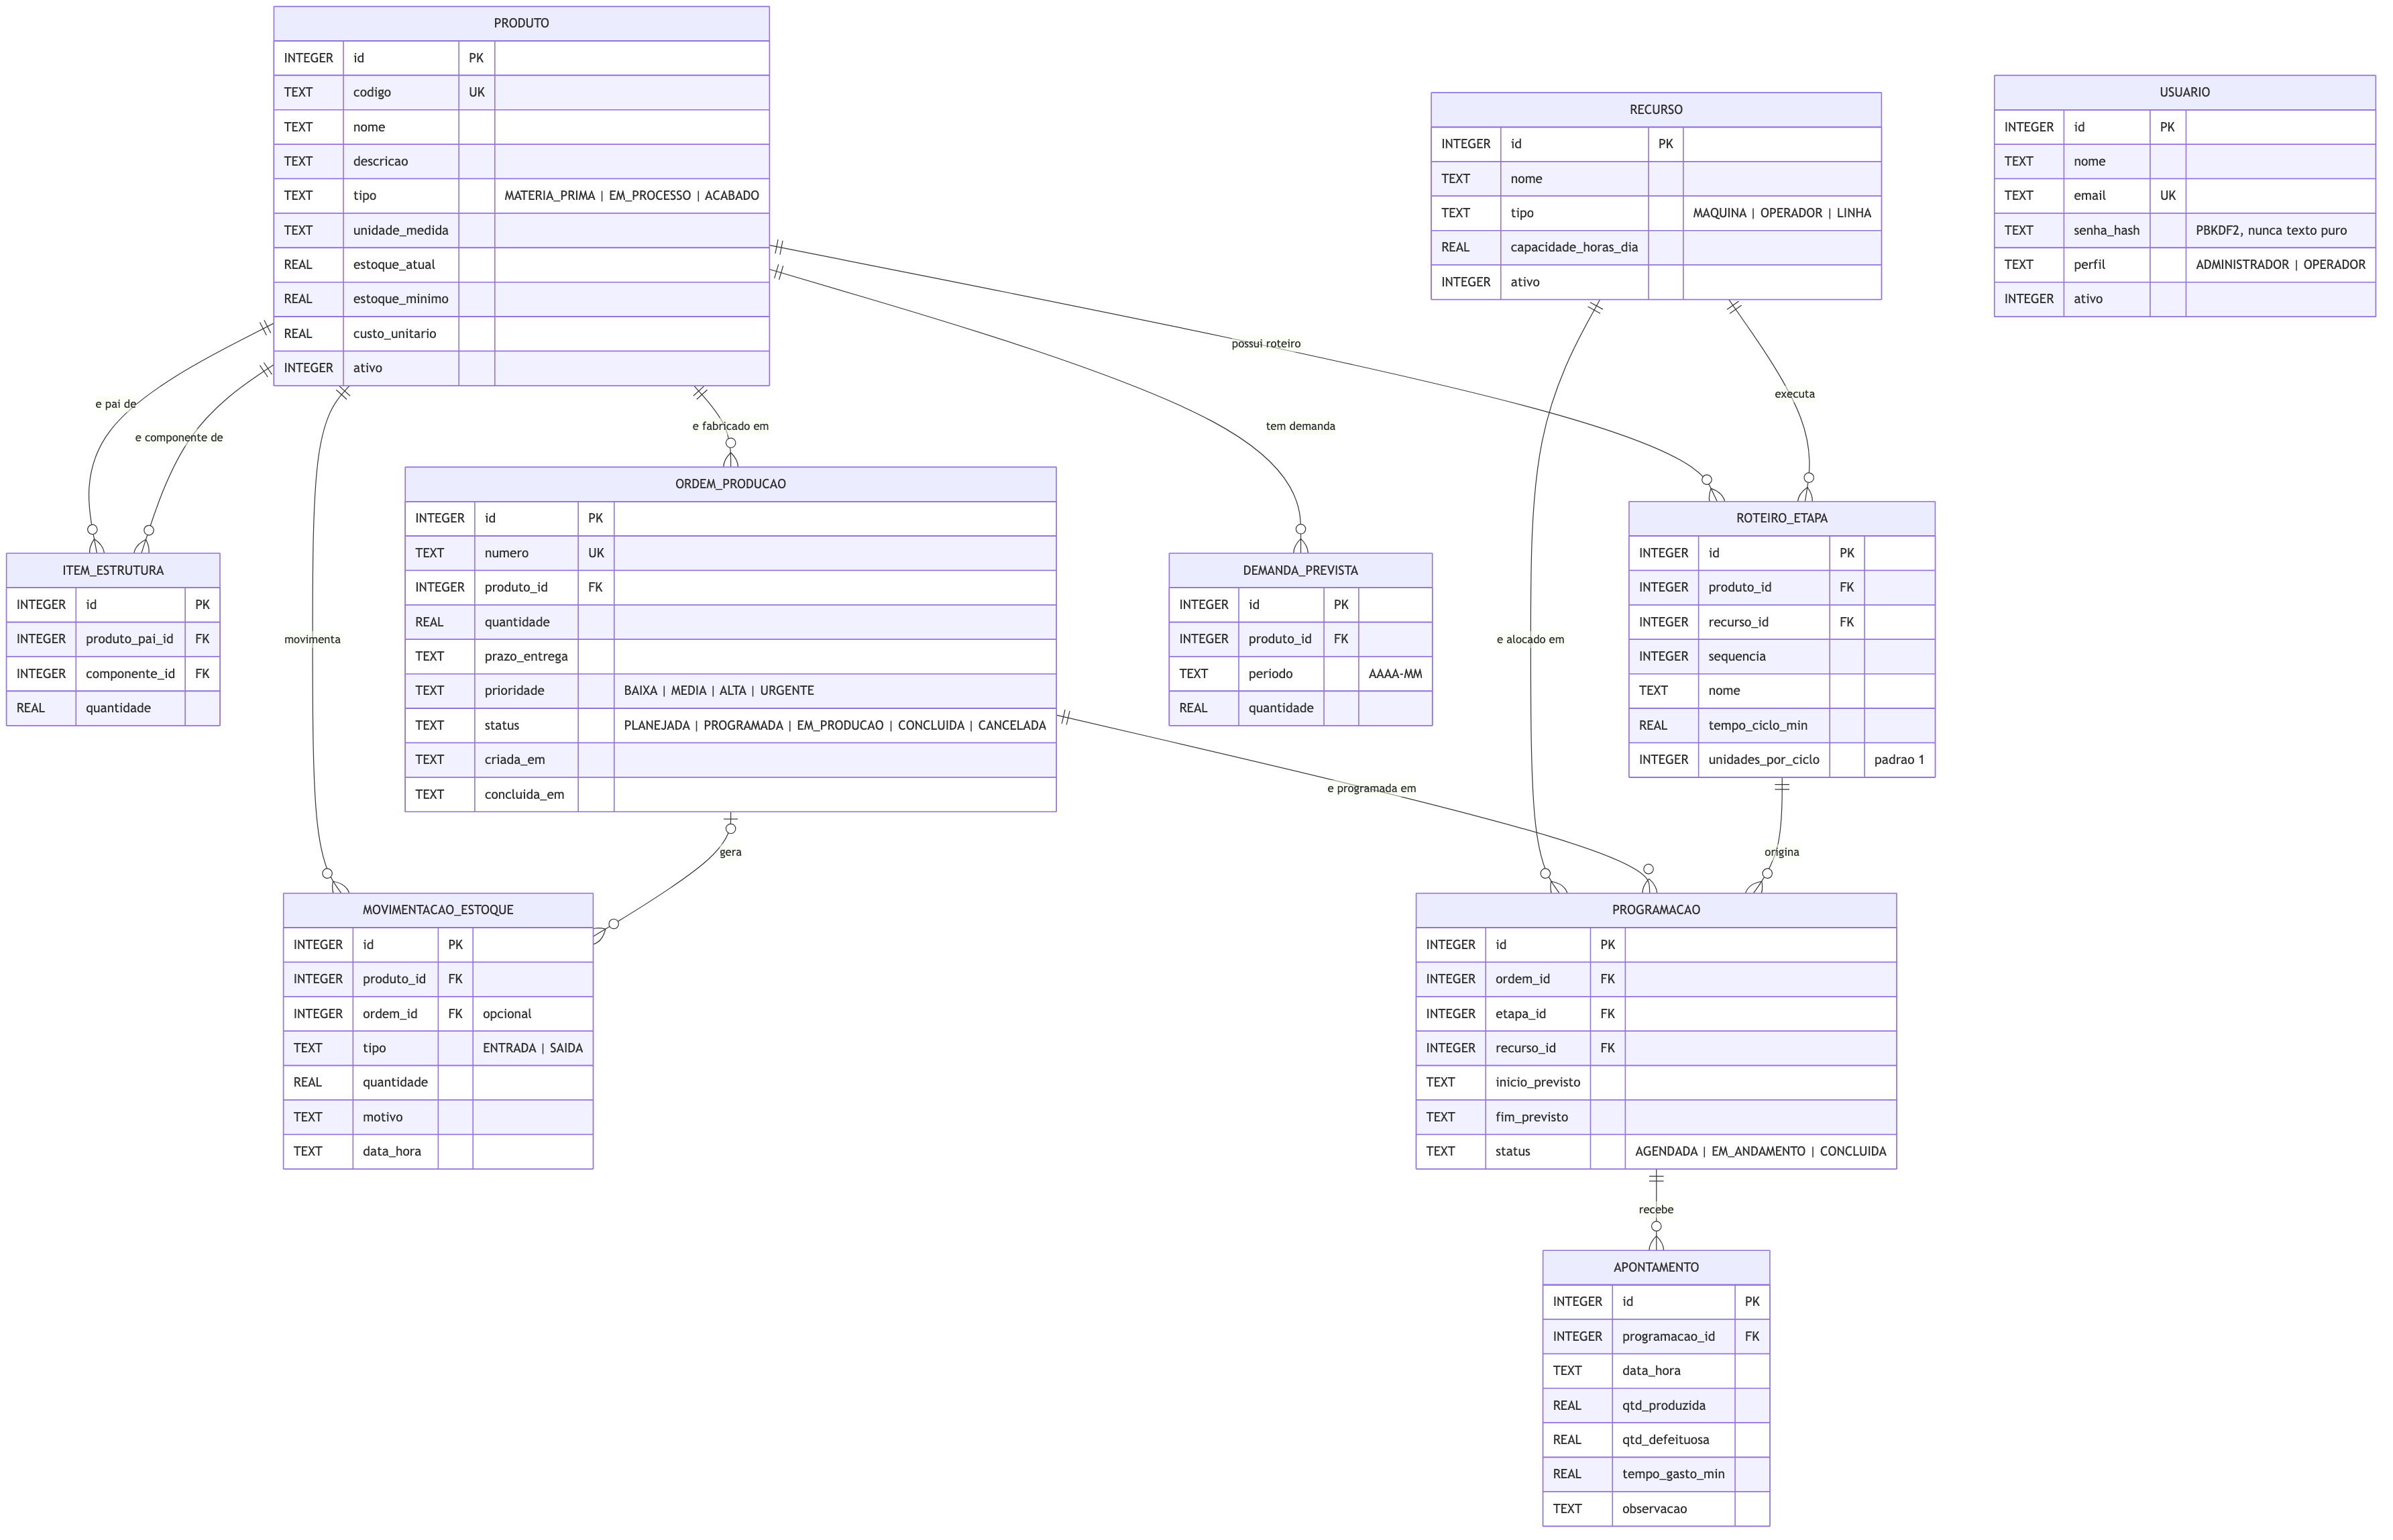 PRODUTO
INTEGER id PK
TEXT codigo UK
TEXT nome
TEXT descricao
TEXT tipo MATERIA_PRIMA | EM_PROCESSO | ACABADO
TEXT unidade_medida
REAL estoque_atual
REAL estoque_minimo
REAL custo_unitario
INTEGER ativo
RECURSO
INTEGER id PK
TEXT nome
TEXT tipo MAQUINA | OPERADOR | LINHA
REAL capacidade_horas_dia
INTEGER ativo
USUARIO
INTEGER id PK
TEXT nome
TEXT email UK
TEXT senha_hash PBKDF2, nunca texto puro
TEXT perfil ADMINISTRADOR | OPERADOR
INTEGER ativo
possui roteiro
executa
e pai de
e componente de
e fabricado em
tem demanda
ORDEM_PRODUCAO
INTEGER id PK
TEXT numero UK
INTEGER produto_id FK
REAL quantidade
TEXT prazo_entrega
TEXT prioridade BAIXA | MEDIA | ALTA | URGENTE
TEXT status PLANEJADA | PROGRAMADA | EM_PRODUCAO | CONCLUIDA | CANCELADA
TEXT criada_em
TEXT concluida_em
ROTEIRO_ETAPA
INTEGER id PK
INTEGER produto_id FK
INTEGER recurso_id FK
INTEGER sequencia
TEXT nome
REAL tempo_ciclo_min
INTEGER unidades_por_ciclo padrao 1
ITEM_ESTRUTURA
INTEGER id PK
INTEGER produto_pai_id FK
INTEGER componente_id FK
REAL quantidade
DEMANDA_PREVISTA
INTEGER id PK
INTEGER produto_id FK
TEXT periodo AAAA-MM
REAL quantidade
movimenta
e alocado em
e programada em
gera
origina
MOVIMENTACAO_ESTOQUE
INTEGER id PK
INTEGER produto_id FK
INTEGER ordem_id FK opcional
TEXT tipo ENTRADA | SAIDA
REAL quantidade
TEXT motivo
TEXT data_hora
PROGRAMACAO
INTEGER id PK
INTEGER ordem_id FK
INTEGER etapa_id FK
INTEGER recurso_id FK
TEXT inicio_previsto
TEXT fim_previsto
TEXT status AGENDADA | EM_ANDAMENTO | CONCLUIDA
recebe
APONTAMENTO
INTEGER id PK
INTEGER programacao_id FK
TEXT data_hora
REAL qtd_produzida
REAL qtd_defeituosa
REAL tempo_gasto_min
TEXT observacao